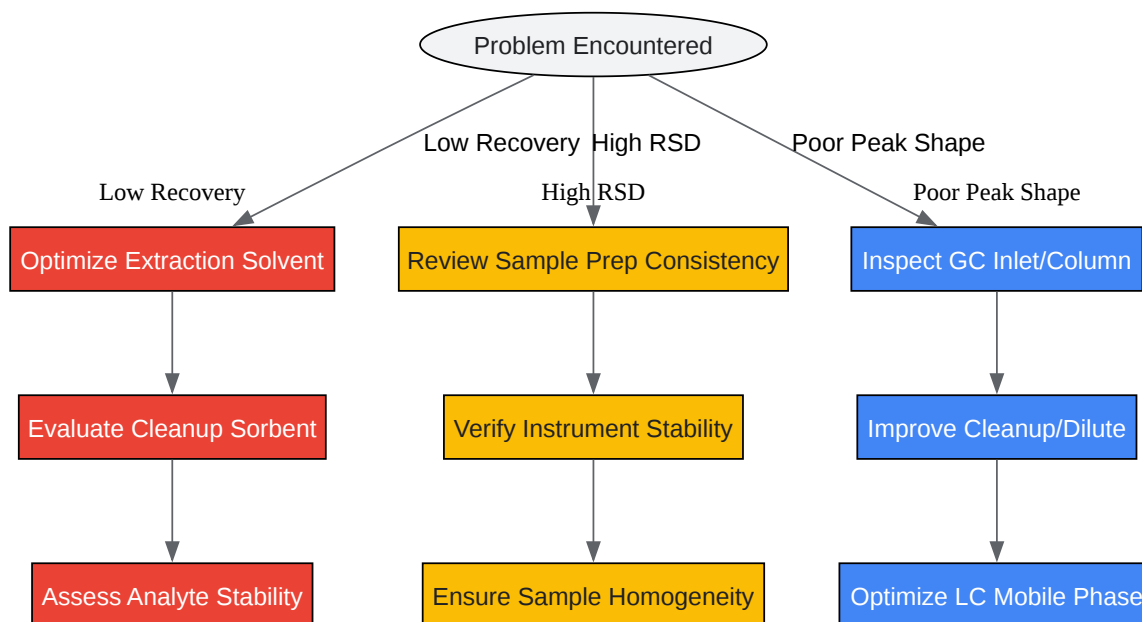 Problem Encountered
Low Recovery High RSD Poor Peak Shape
Low Recovery High RSD Poor Peak Shape
Optimize Extraction Solvent Review Sample Prep Consistency Inspect GC Inlet/Column
Evaluate Cleanup Sorbent Verify Instrument Stability Improve Cleanup/Dilute
Assess Analyte Stability Ensure Sample Homogeneity Optimize LC Mobile Phase